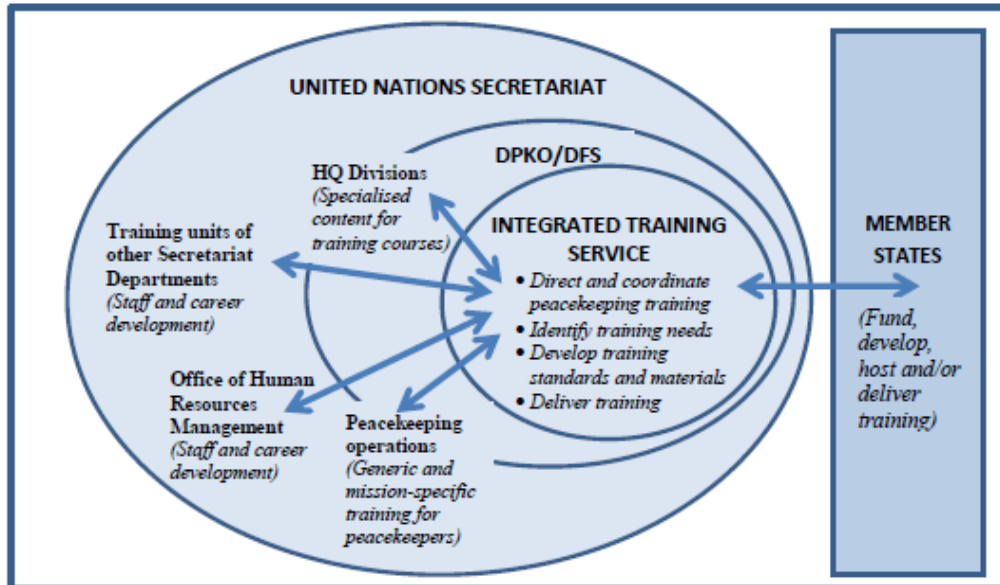 UNITED NATIONS SECRETARIAT
DPKO/DFS
HQ Divisions
(Specialised
content for
training courses)
Training units of
other Secretariat
Departments
(Staff and career
development)
Office of Human
Resources
Management
(Staff and career
development)
Peacekeeping
operations
(Generic and
mission-specific
training for
peacekeepers)
INTEGRATED TRAINING
SERVICE
• Direct and coordinate
peacekeeping training
• Identify training needs
• Develop training
standards and materials
• Deliver training
MEMBER
STATES
(Fund,
develop,
host and/or
deliver
training)